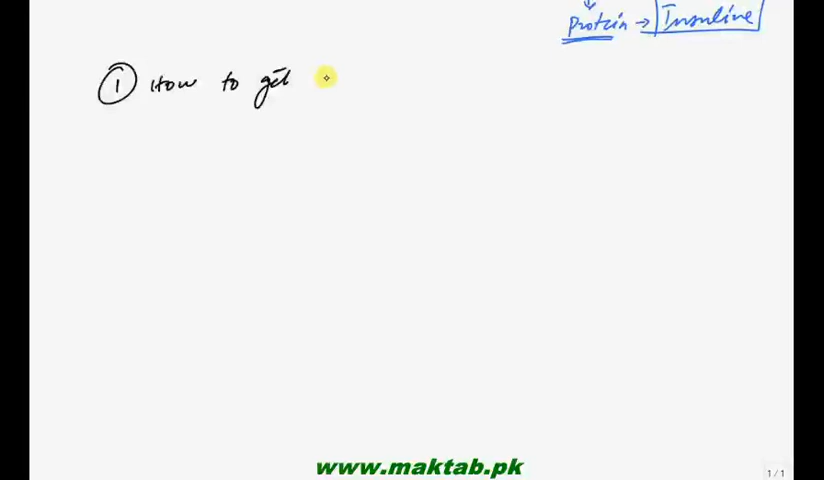 Protein → Insuline
① How to get
www.maktab.pk
1/1